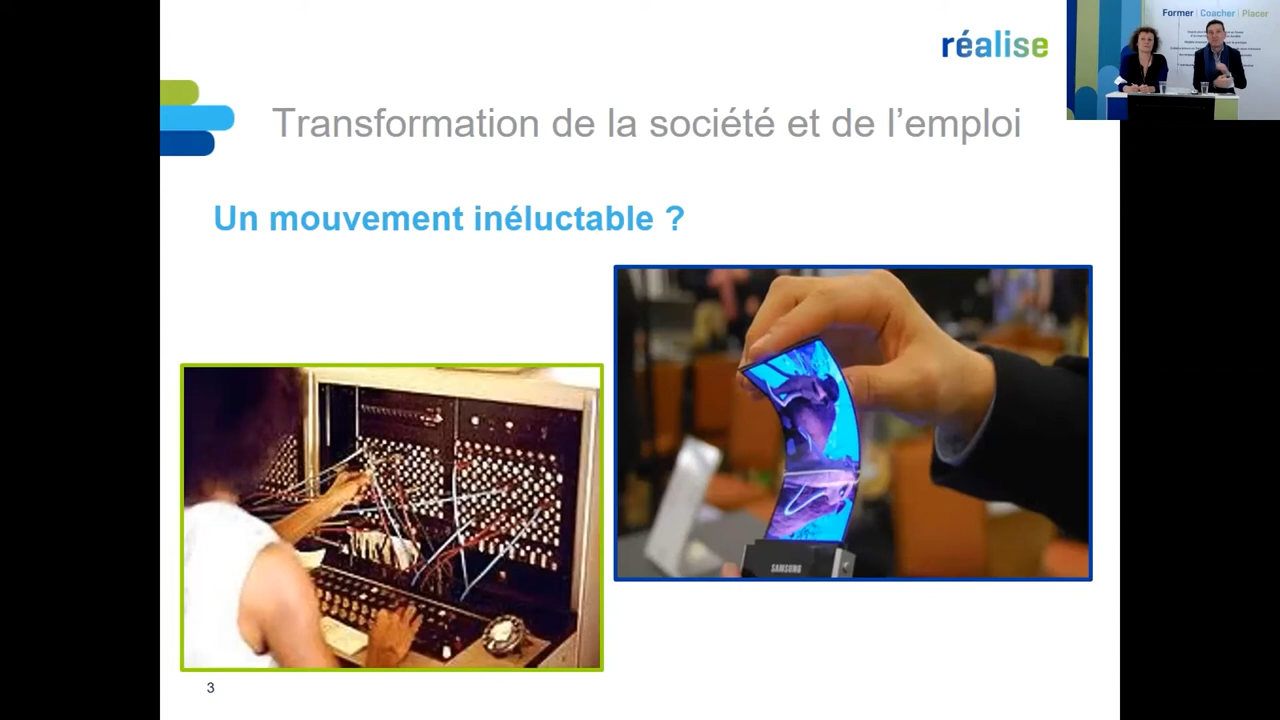 réalise
Former | Coacher | Placer
Transformation de la société et de l'emploi
Un mouvement inéluctable ?
SAMSUNG
3